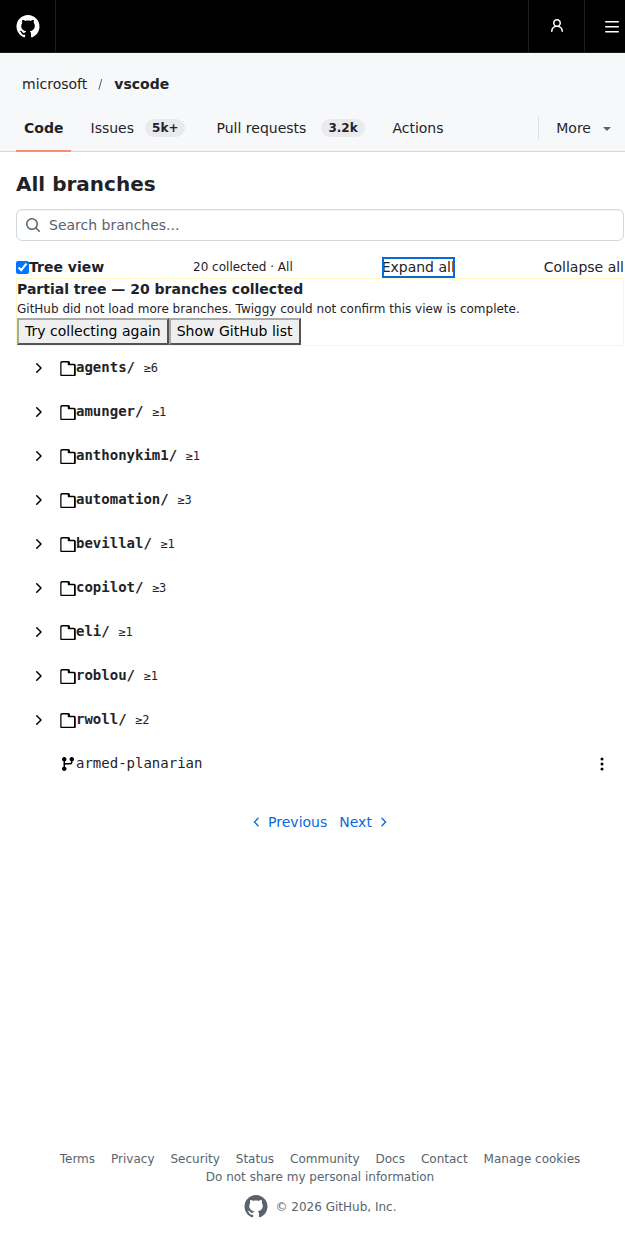 microsoft / vscode
Code Issues 5k+ Pull requests 3.2k Actions More
All branches
Search branches...
Tree view 20 collected · All Expand all Collapse all
Partial tree — 20 branches collected
GitHub did not load more branches. Twiggy could not confirm this view is complete.
Try collecting again Show GitHub list
agents/ ≥6
amunger/ ≥1
anthonykim1/ ≥1
automation/ ≥3
bevillal/ ≥1
copilot/ ≥3
eli/ ≥1
roblou/ ≥1
rwoll/ ≥2
armed-planarian
Previous Next
Terms Privacy Security Status Community Docs Contact Manage cookies
Do not share my personal information
© 2026 GitHub, Inc.